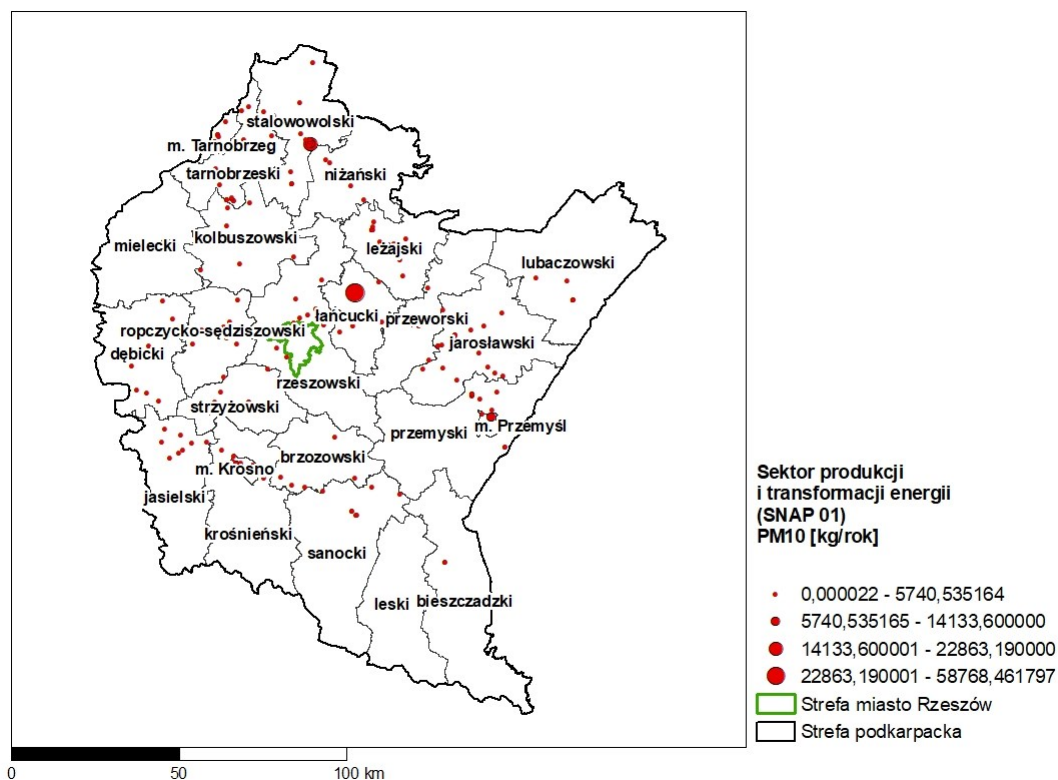 stalowowolski
m. Tarnobrzeg
tarnobrzeski
niżański
mielecki
kolbuszowski
leżajski
lubaczowski
łańcucki
przeworski
ropczycko-sędziszowski
jarosławski
dębicki
rzeszowski
strzyżowski
m. Przemyśl
przemyski
brzozowski
m. Krosno
jasielski
krośnieński
sanocki
leski
bieszczadzki
Sektor produkcji
i transformacji energii
(SNAP 01)
PM10 [kg/rok]
0,000022 - 5740,535164
5740,535165 - 14133,600000
14133,600001 - 22863,190000
22863,190001 - 58768,461797
Strefa miasto Rzeszów
Strefa podkarpacka
0 50 100 km